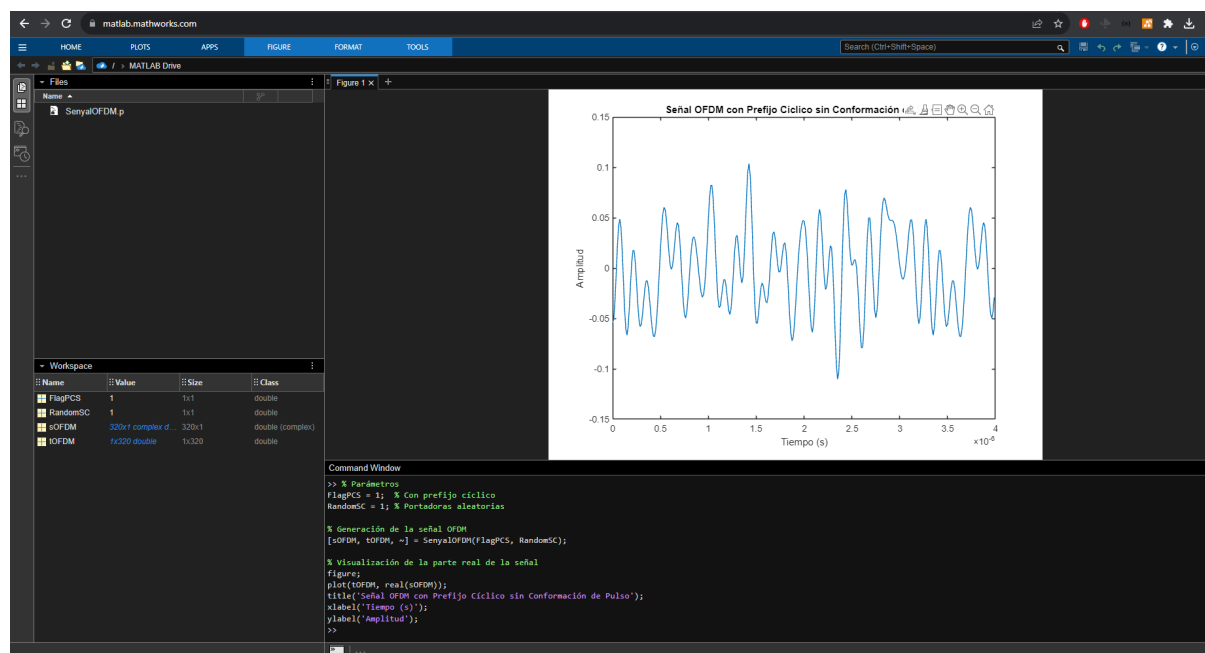 matlab.mathworks.com
HOME PLOTS APPS FIGURE FORMAT TOOLS Search (Ctrl+Shift+Space)
/ › MATLAB Drive
Files
Name
SenyalOFDM.p
Workspace
Name Value Size Class
FlagPCS 1 1x1 double
RandomSC 1 1x1 double
sOFDM 320x1 complex d... 320x1 double (complex)
tOFDM 1x320 double 1x320 double
Figure 1 × +
Señal OFDM con Prefijo Cíclico sin Conformación
0.15
0.1
0.05
0
-0.05
-0.1
-0.15
Amplitud
0 0.5 1 1.5 2 2.5 3 3.5 4
Tiempo (s) ×10-6
Command Window
>> % Parámetros
FlagPCS = 1;  % Con prefijo cíclico
RandomSC = 1; % Portadoras aleatorias
% Generación de la señal OFDM
[sOFDM, tOFDM, ~] = SenyalOFDM(FlagPCS, RandomSC);
% Visualización de la parte real de la señal
figure;
plot(tOFDM, real(sOFDM));
title('Señal OFDM con Prefijo Cíclico sin Conformación de Pulso');
xlabel('Tiempo (s)');
ylabel('Amplitud');
>>